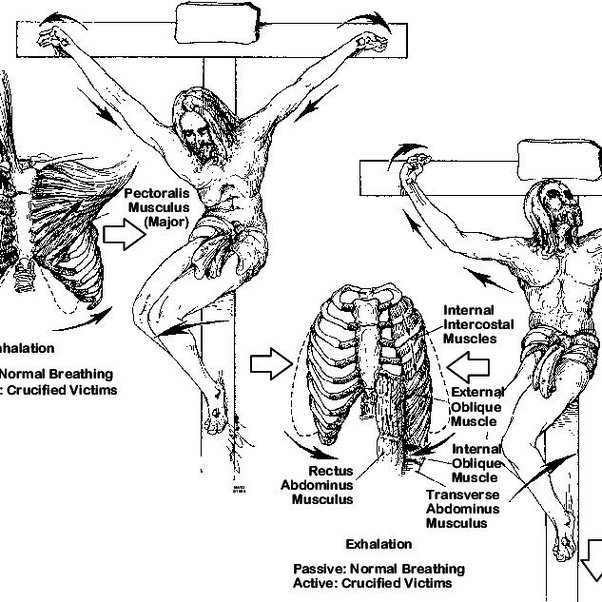 Pectoralis
Musculus
(Major)
nhalation
Normal Breathing
: Crucified Victims
Internal
Intercostal
Muscles
External
Oblique
Muscle
Internal
Oblique
Muscle
Transverse
Abdominus
Musculus
Rectus
Abdominus
Musculus
Exhalation
Passive: Normal Breathing
Active: Crucified Victims